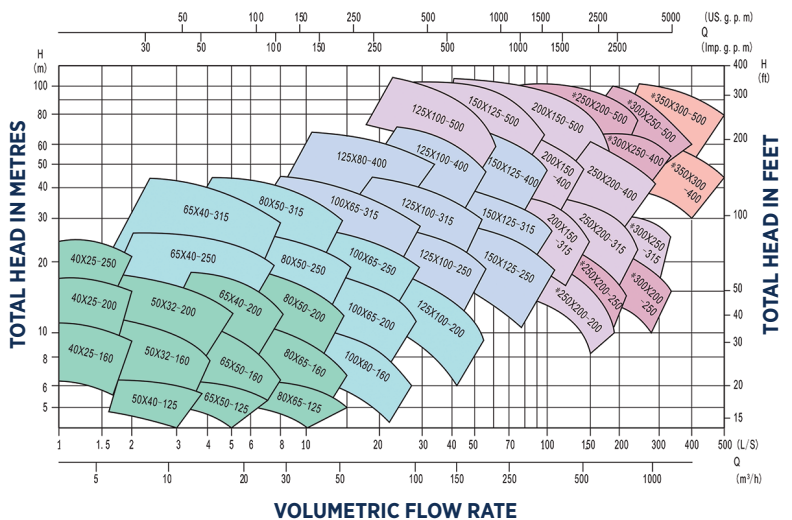 50 100 150 250 500 1000 1500 2500 5000 (US. g. p. m)
Q
30 50 100 150 250 500 1000 1500 2500 (Imp. g. p. m)
H
(m)
H
(ft)
100
80
60
50
40
30
20
10
8
6
5
400
300
200
100
50
40
30
20
15
TOTAL HEAD IN METRES
TOTAL HEAD IN FEET
125X100-500
150X125-500
200X150-500
*250X200-500
*300X250-500
*350X300-500
125X80-400
125X100-400
150X125-400
200X150
-400
250X200-400
*300X250-400
*350X300
-400
65X40-315
80X50-315
100X65-315
125X100-315
150X125-315
200X150
-315
250X200-315
*300X250
-315
40X25-250
65X40-250
80X50-250
100X65-250
125X100-250
150X125-250
*250X200-250
*300X200
-250
40X25-200
50X32-200
65X40-200
80X50-200
100X65-200
125X100-200
*250X200-200
40X25-160
50X32-160
65X50-160
80X65-160
100X80-160
50X40-125
65X50-125
80X65-125
1 1.5 2 3 4 5 6 8 10 20 30 40 50 70 100 150 200 300 400 500 (L/S)
Q
5 10 20 30 50 100 150 250 500 1000 (m³/h)
VOLUMETRIC FLOW RATE